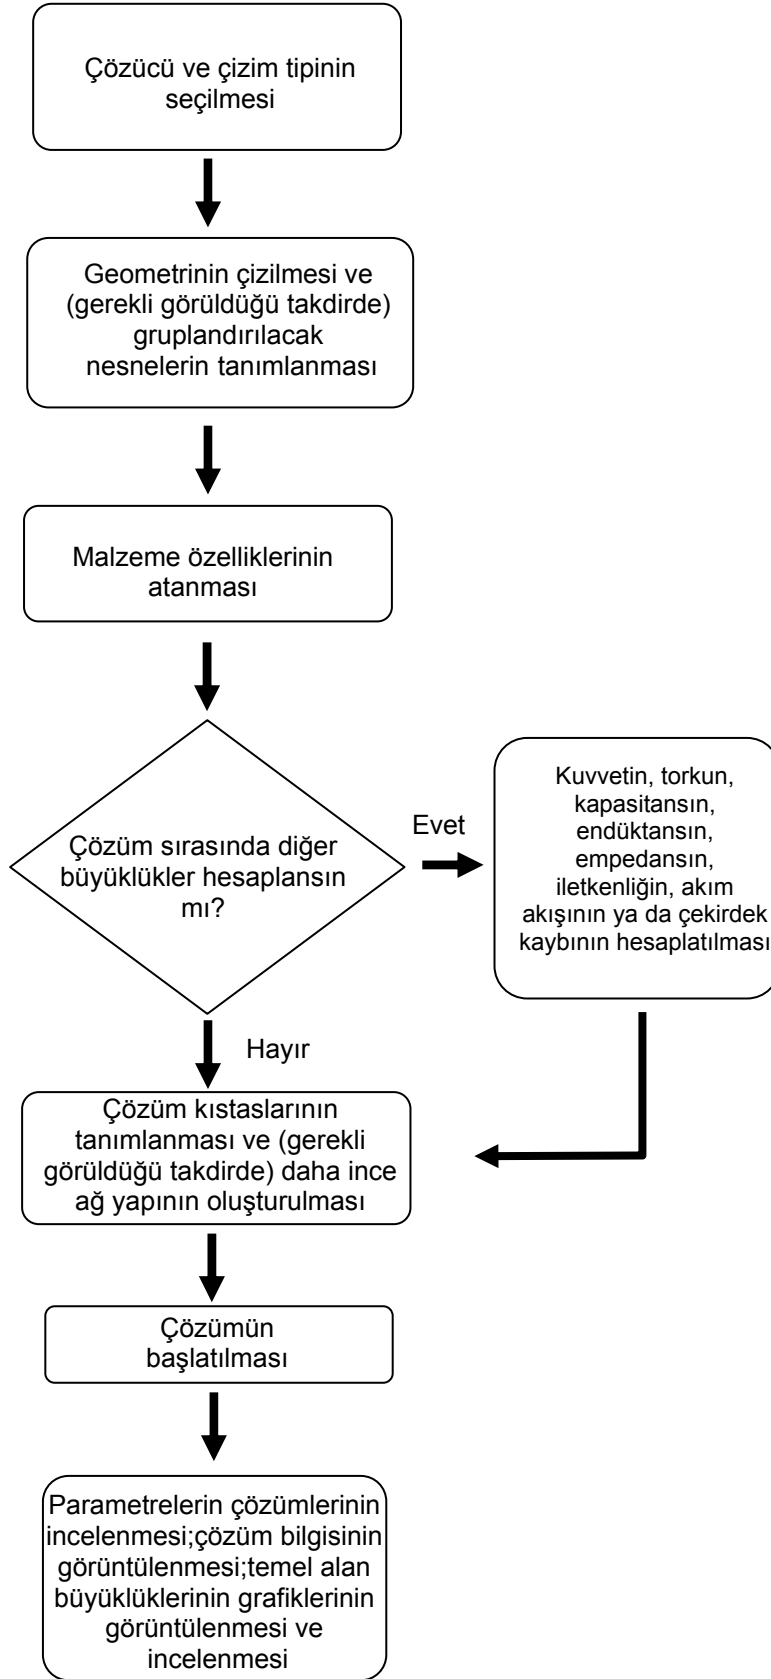 Çözücü ve çizim tipinin
seçilmesi
Geometrinin çizilmesi ve
(gerekli görüldüğü takdirde)
gruplandırılacak
nesnelerin tanımlanması
Malzeme özelliklerinin
atanması
Çözüm sırasında diğer
büyüklükler hesaplansın
mı?
Evet
Kuvvetin, torkun,
kapasitansın,
endüktansın,
empedansın,
iletkenliğin, akım
akışının ya da çekirdek
kaybının hesaplatılması
Hayır
Çözüm kıstaslarının
tanımlanması ve (gerekli
görüldüğü takdirde) daha ince
ağ yapının oluşturulması
Çözümün
başlatılması
Parametrelerin çözümlerinin
incelenmesi;çözüm bilgisinin
görüntülenmesi;temel alan
büyüklüklerinin grafiklerinin
görüntülenmesi ve
incelenmesi